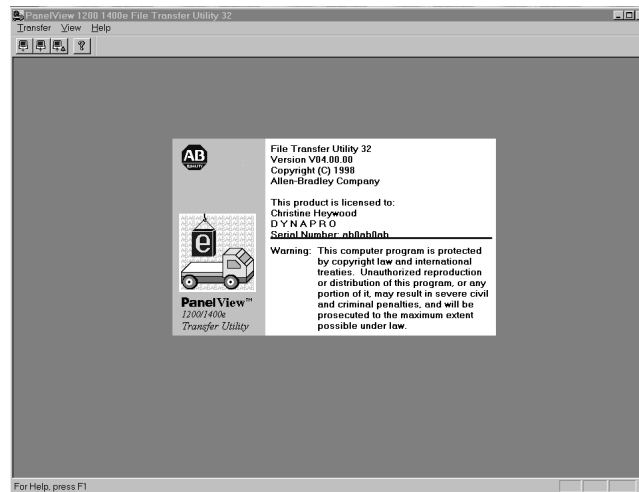 PanelView 1200 1400e File Transfer Utility 32
Transfer View Help
AB
QUALITY
File Transfer Utility 32
Version V04.00.00
Copyright (C) 1998
Allen-Bradley Company
This product is licensed to:
Christine Heywood
D Y N A P R O
Serial Number: ab0ab0ab
e
PanelView™
1200/1400e
Transfer Utility
Warning: This computer program is protected
by copyright law and international
treaties. Unauthorized reproduction
or distribution of this program, or any
portion of it, may result in severe civil
and criminal penalties, and will be
prosecuted to the maximum extent
possible under law.
For Help, press F1